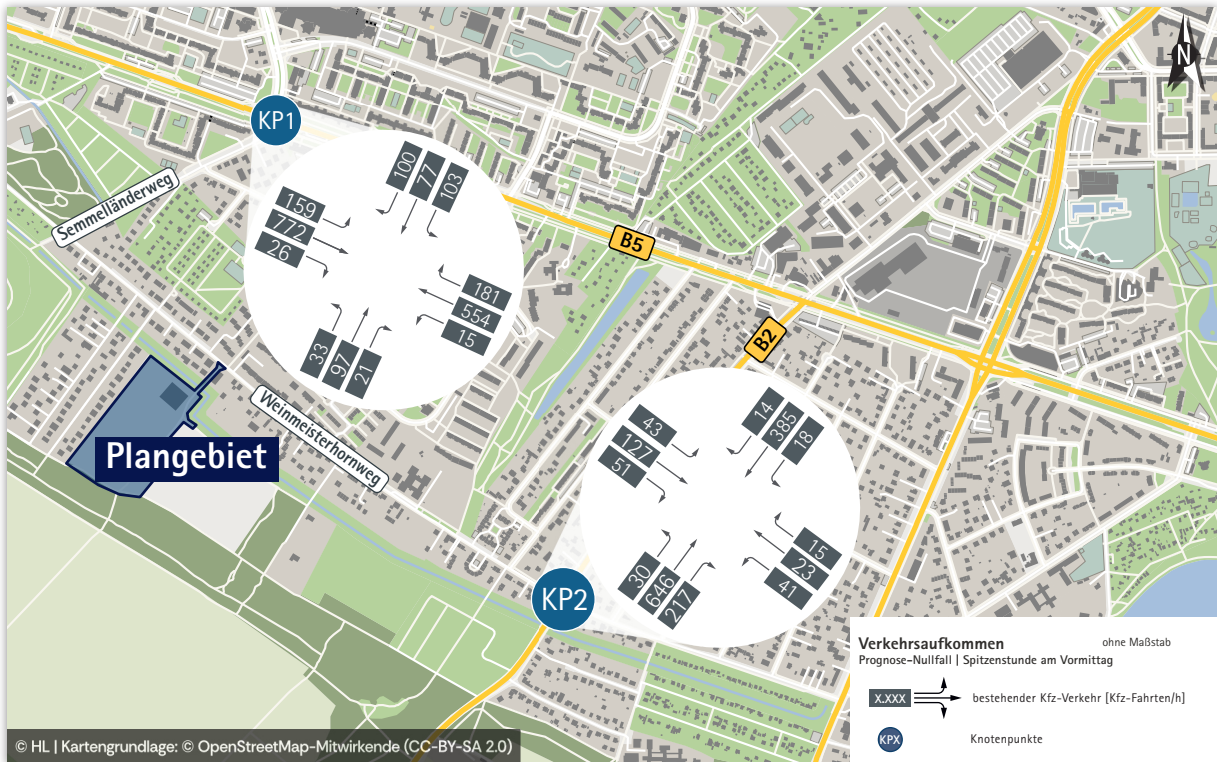 N
KP1
100
77
103
Semmelländerweg
159
772
26
B5
181
554
15
33
97
21
B2
Weinmeisterhornweg
Plangebiet
43
127
51
14
385
18
15
23
41
30
646
217
KP2
Verkehrsaufkommen
ohne Maßstab
Prognose-Nullfall | Spitzenstunde am Vormittag
X.XXX
bestehender Kfz-Verkehr [Kfz-Fahrten/h]
KPX
Knotenpunkte
© HL | Kartengrundlage: © OpenStreetMap-Mitwirkende (CC-BY-SA 2.0)